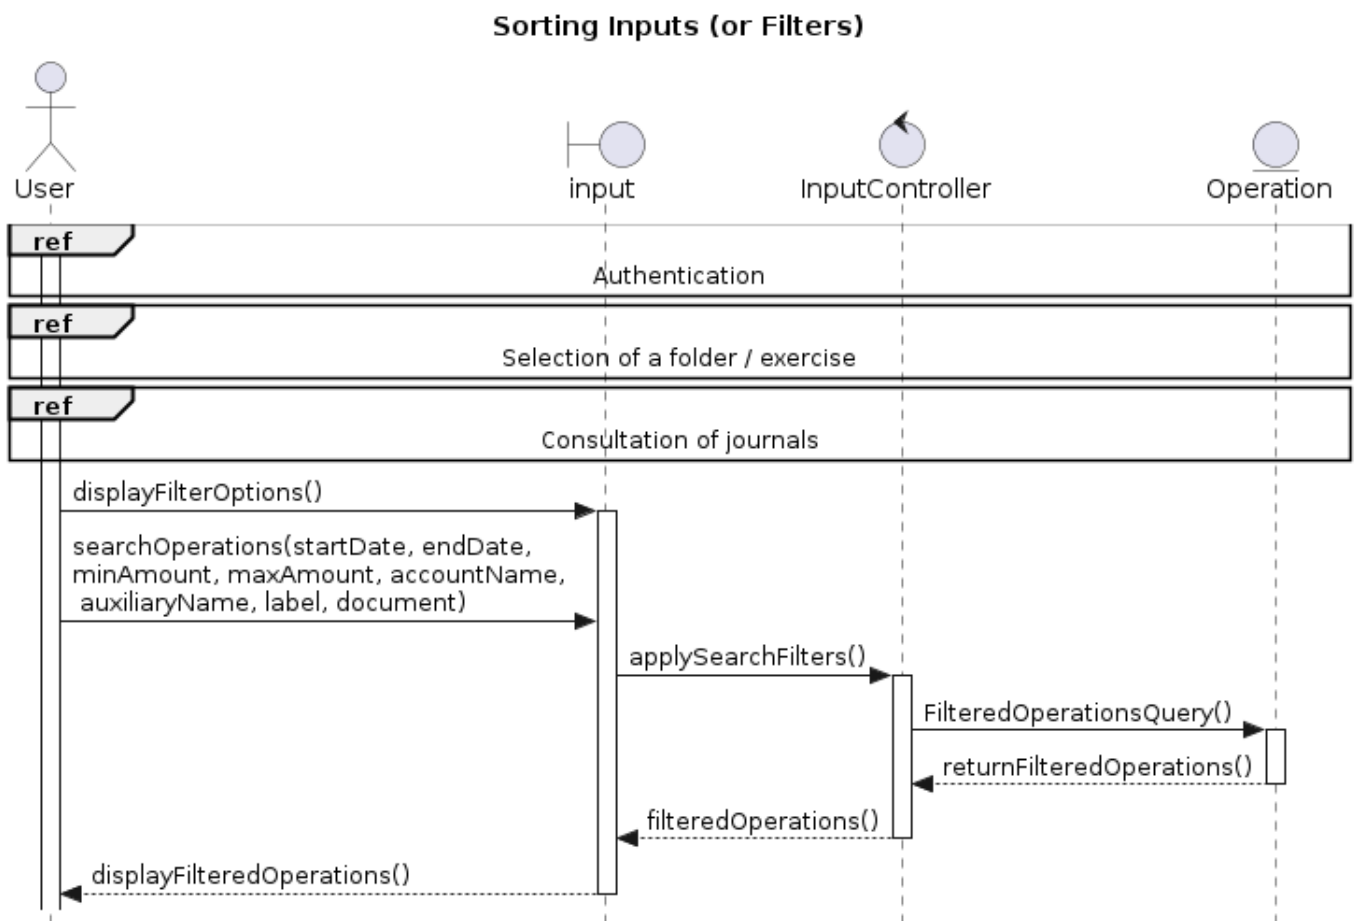 Sorting Inputs (or Filters)
User
input
InputController
Operation
ref
Authentication
ref
Selection of a folder / exercise
ref
Consultation of journals
displayFilterOptions()
searchOperations(startDate, endDate,
minAmount, maxAmount, accountName,
auxiliaryName, label, document)
applySearchFilters()
FilteredOperationsQuery()
returnFilteredOperations()
filteredOperations()
displayFilteredOperations()